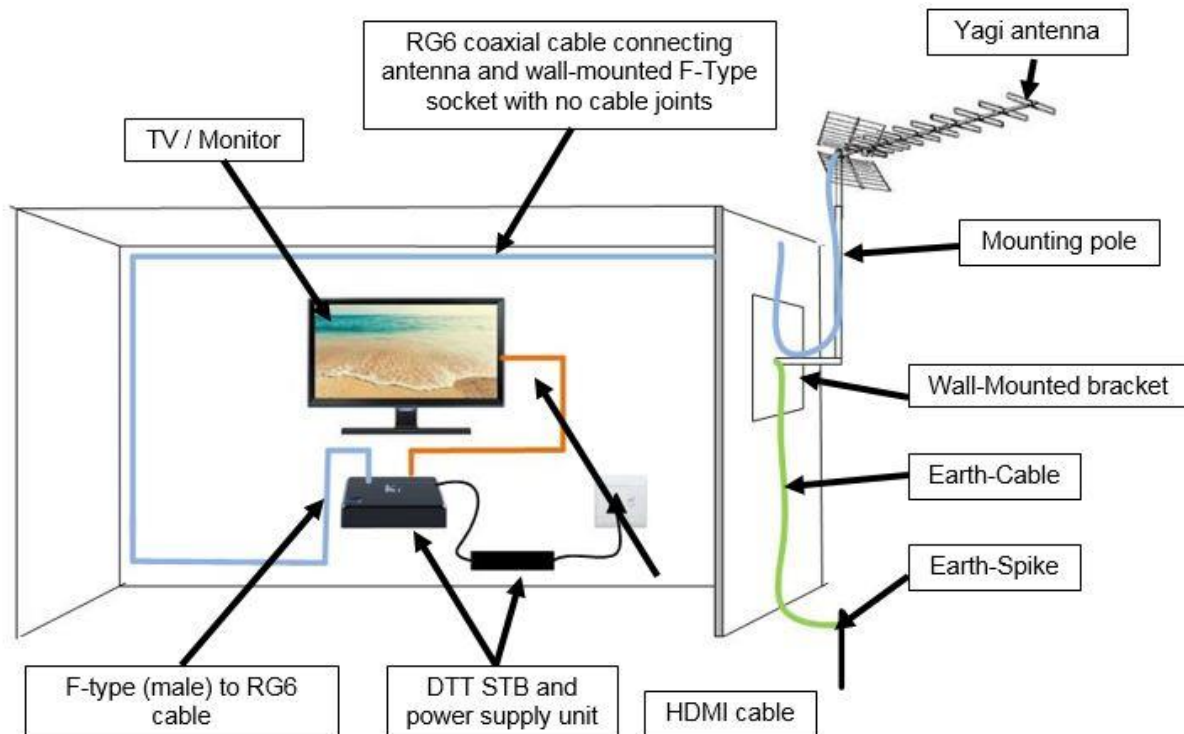 RG6 coaxial cable connecting
antenna and wall-mounted F-Type
socket with no cable joints
Yagi antenna
TV / Monitor
Mounting pole
Wall-Mounted bracket
Earth-Cable
Earth-Spike
F-type (male) to RG6
cable
DTT STB and
power supply unit
HDMI cable